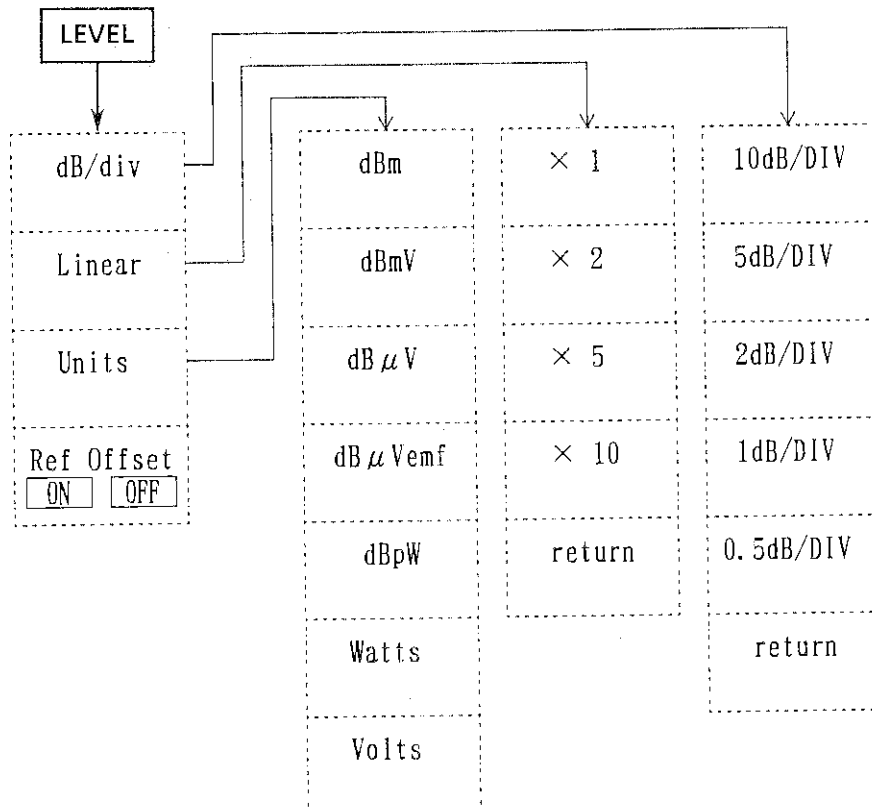 LEVEL
dB/div
Linear
Units
Ref Offset
ON OFF
dBm
dBmV
dBμV
dBμVemf
dBpW
Watts
Volts
× 1
× 2
× 5
× 10
return
10dB/DIV
5dB/DIV
2dB/DIV
1dB/DIV
0.5dB/DIV
return